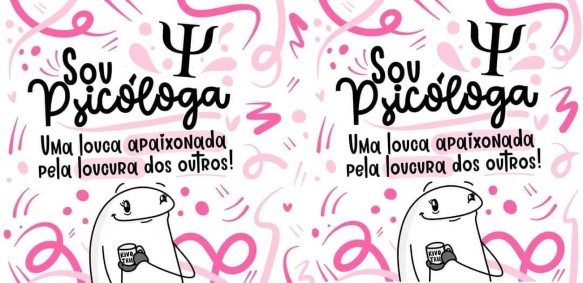 Ψ
Sou
Psicóloga
Uma louca apaixonada
pela loucura dos outros!
Ψ
Sou
Psicóloga
Uma louca apaixonada
pela loucura dos outros!